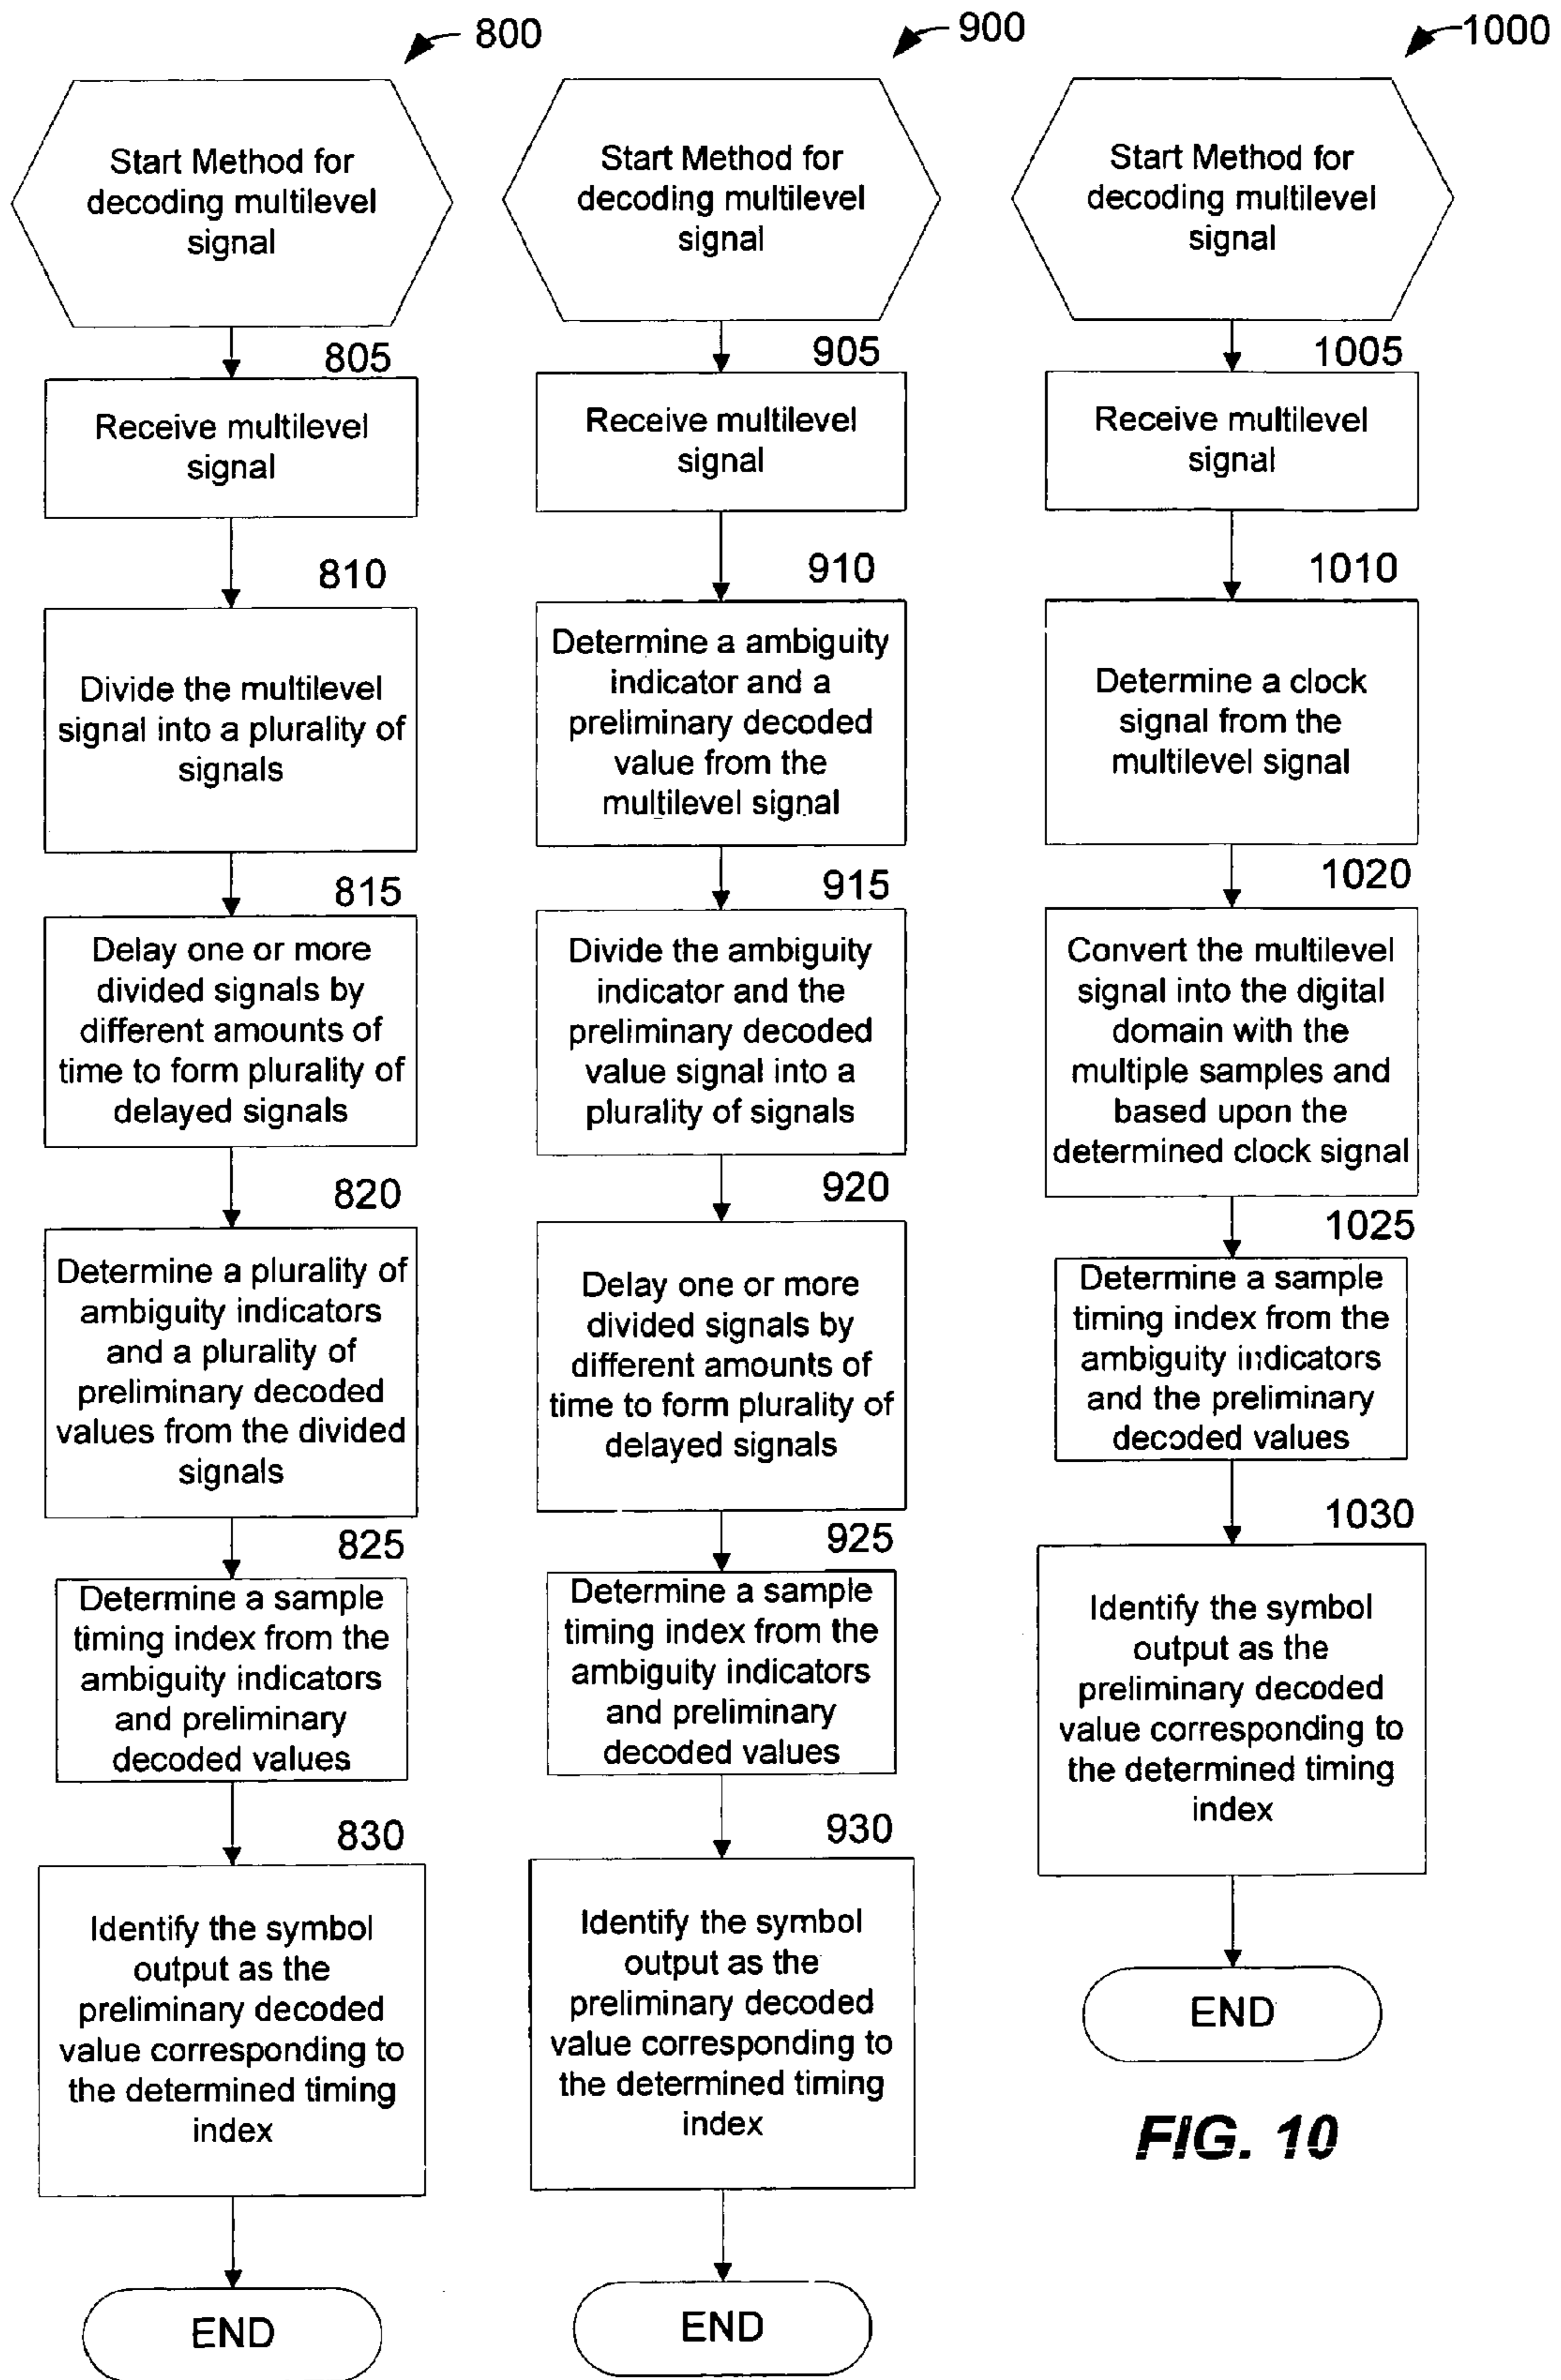 800
Start Method for
decoding multilevel
signal
805
Receive multilevel
signal
810
Divide the multilevel
signal into a plurality of
signals
815
Delay one or more
divided signals by
different amounts of
time to form plurality of
delayed signals
820
Determine a plurality of
ambiguity indicators
and a plurality of
preliminary decoded
values from the divided
signals
825
Determine a sample
timing index from the
ambiguity indicators
and preliminary
decoded values
830
Identify the symbol
output as the
preliminary decoded
value corresponding to
the determined timing
index
END
900
Start Method for
decoding multilevel
signal
905
Receive multilevel
signal
910
Determine a ambiguity
indicator and a
preliminary decoded
value from the
multilevel signal
915
Divide the ambiguity
indicator and the
preliminary decoded
value signal into a
plurality of signals
920
Delay one or more
divided signals by
different amounts of
time to form plurality of
delayed signals
925
Determine a sample
timing index from the
ambiguity indicators
and preliminary
decoded values
930
Identify the symbol
output as the
preliminary decoded
value corresponding to
the determined timing
index
END
1000
Start Method for
decoding multilevel
signal
1005
Receive multilevel
signal
1010
Determine a clock
signal from the
multilevel signal
1020
Convert the multilevel
signal into the digital
domain with the
multiple samples and
based upon the
determined clock signal
1025
Determine a sample
timing index from the
ambiguity indicators
and the preliminary
decoded values
1030
Identify the symbol
output as the
preliminary decoded
value corresponding to
the determined timing
index
END
FIG. 10